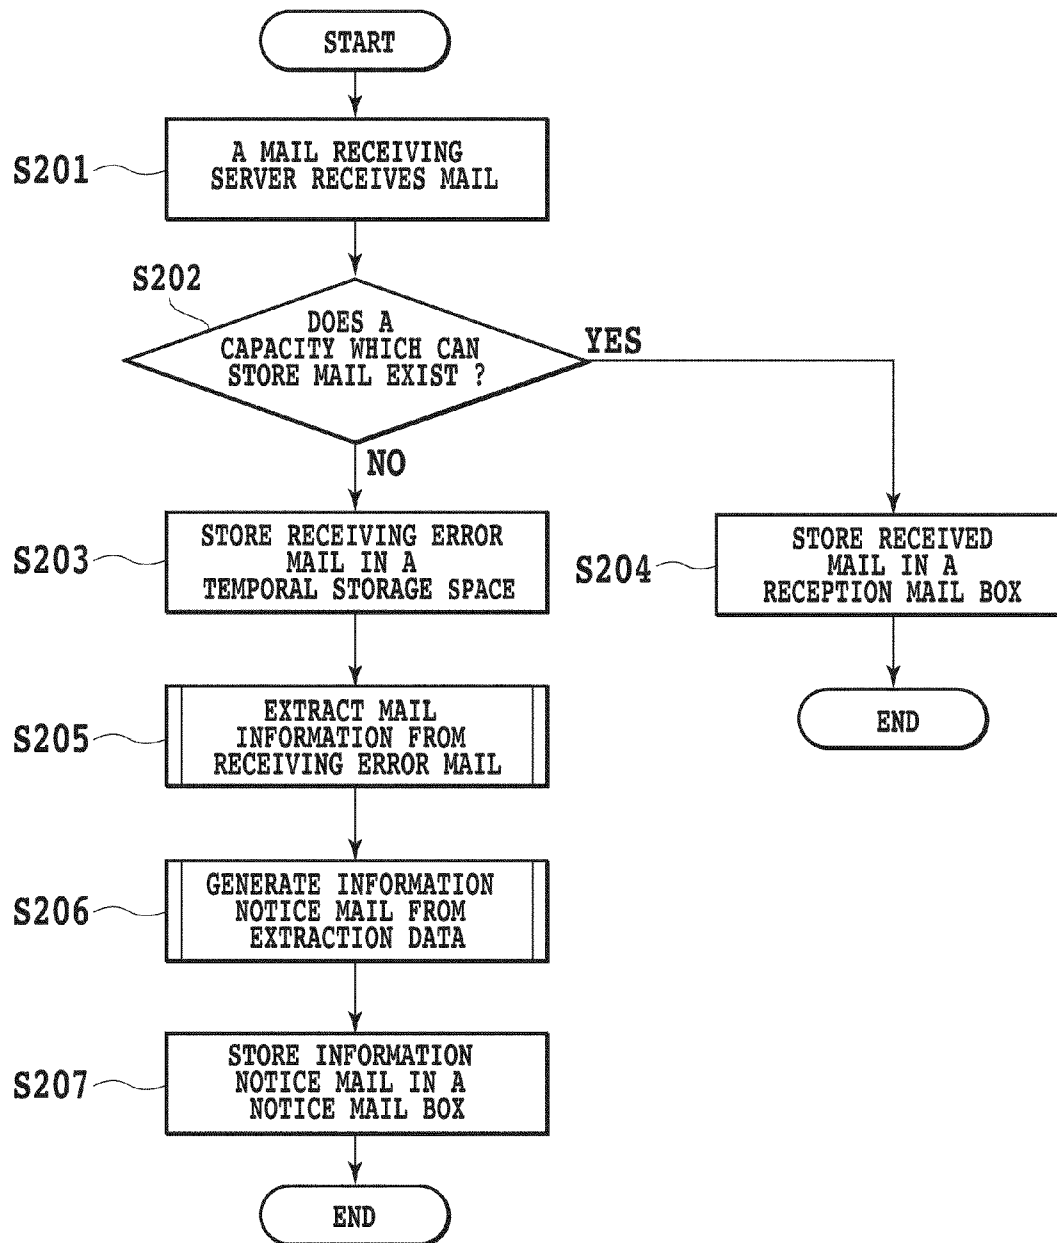 START
S201
A MAIL RECEIVING
SERVER RECEIVES MAIL
S202
DOES A
CAPACITY WHICH CAN
STORE MAIL EXIST ?
YES
NO
S203
STORE RECEIVING ERROR
MAIL IN A
TEMPORAL STORAGE SPACE
S204
STORE RECEIVED
MAIL IN A
RECEPTION MAIL BOX
END
S205
EXTRACT MAIL
INFORMATION FROM
RECEIVING ERROR MAIL
S206
GENERATE INFORMATION
NOTICE MAIL FROM
EXTRACTION DATA
S207
STORE INFORMATION
NOTICE MAIL IN A
NOTICE MAIL BOX
END